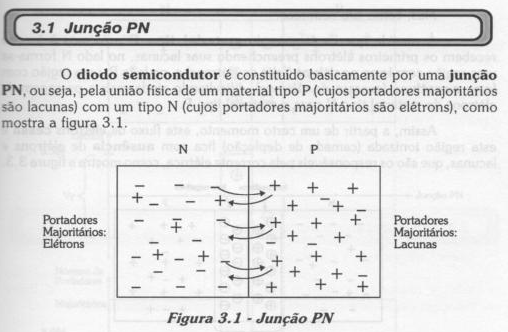 3.1 Junção PN
O diodo semicondutor é constituído basicamente por uma junção
PN, ou seja, pela união física de um material tipo P (cujos portadores majoritários
são lacunas) com um tipo N (cujos portadores majoritários são elétrons), como
mostra a figura 3.1.
N P
Portadores
Majoritários:
Elétrons
Portadores
Majoritários:
Lacunas
Figura 3.1 - Junção PN